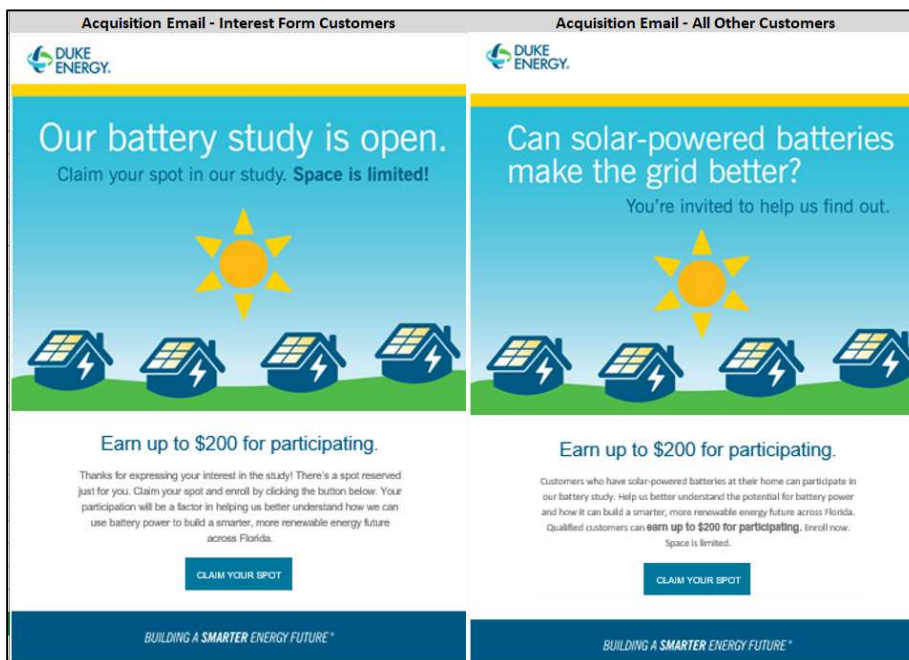 Acquisition Email - Interest Form Customers
DUKE
ENERGY®
Our battery study is open.
Claim your spot in our study. Space is limited!
Earn up to $200 for participating.
Thanks for expressing your interest in the study! There's a spot reserved
just for you. Claim your spot and enroll by clicking the button below. Your
participation will be a factor in helping us better understand how we can
use battery power to build a smarter, more renewable energy future
across Florida.
CLAIM YOUR SPOT
BUILDING A SMARTER ENERGY FUTURE®
Acquisition Email - All Other Customers
DUKE
ENERGY®
Can solar-powered batteries
make the grid better?
You're invited to help us find out.
Earn up to $200 for participating.
Customers who have solar-powered batteries at their home can participate in
our battery study. Help us better understand the potential for battery power
and how it can build a smarter, more renewable energy future across Florida.
Qualified customers can earn up to $200 for participating. Enroll now.
Space is limited.
CLAIM YOUR SPOT
BUILDING A SMARTER ENERGY FUTURE®